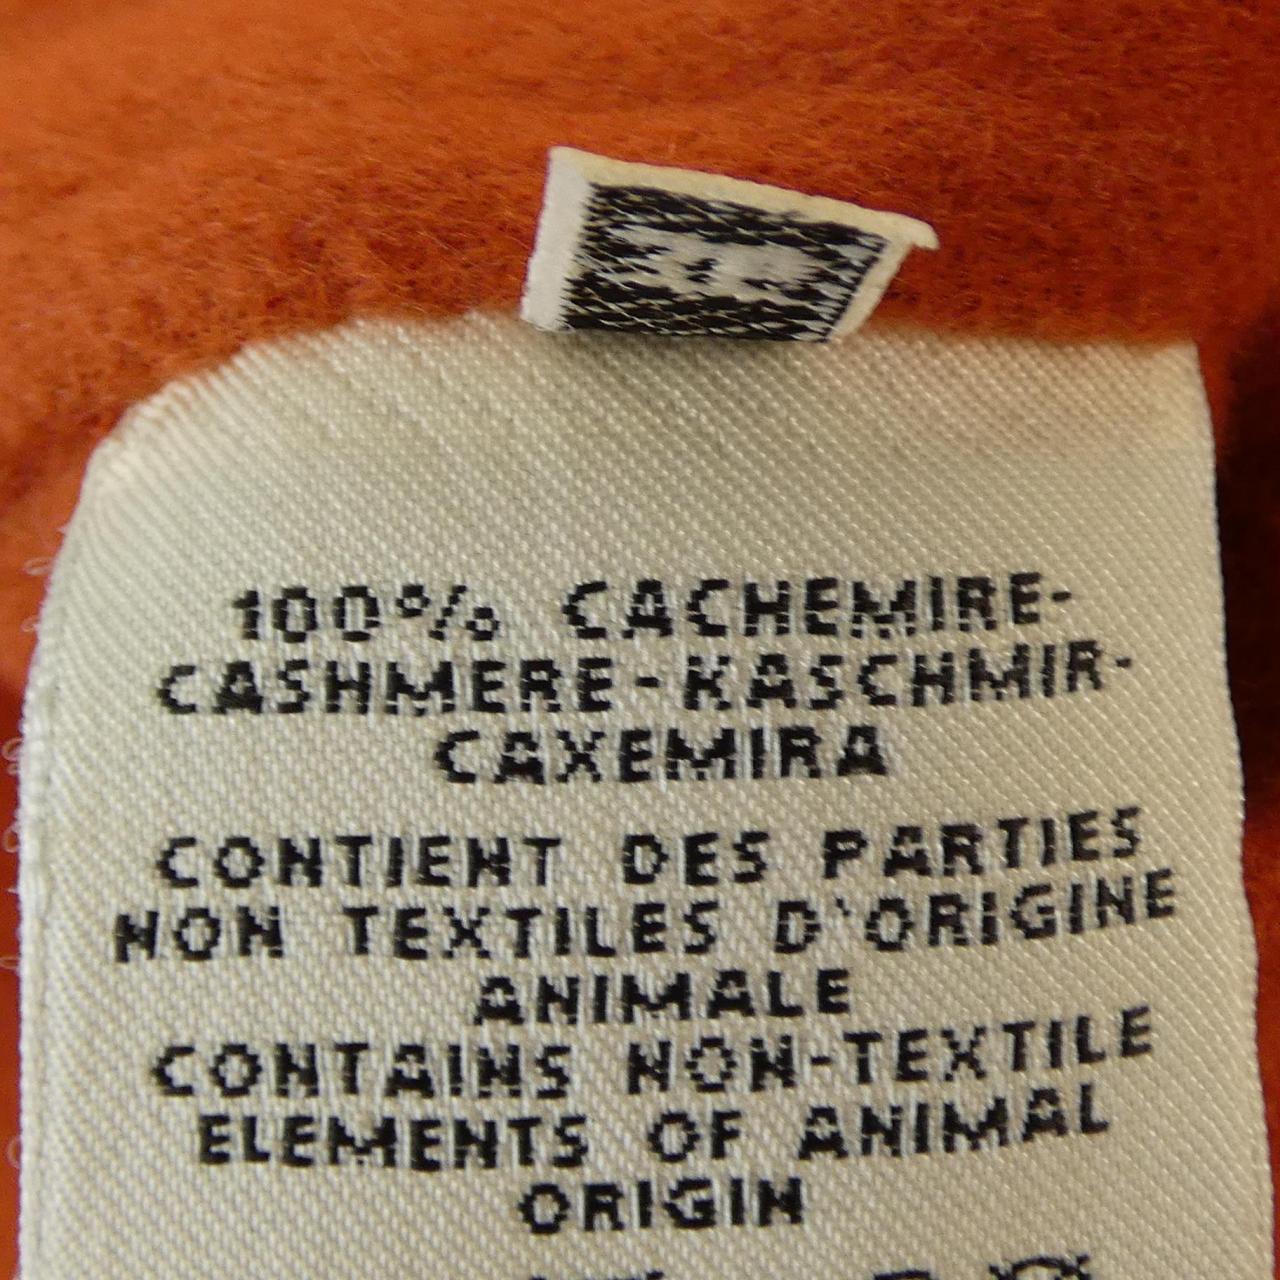 100% CACHEMIRE-
CASHMERE-KASCHMIR-
CAXEMIRA
CONTIENT DES PARTIES
NON TEXTILES D'ORIGINE
ANIMALE
CONTAINS NON-TEXTILE
ELEMENTS OF ANIMAL
ORIGIN